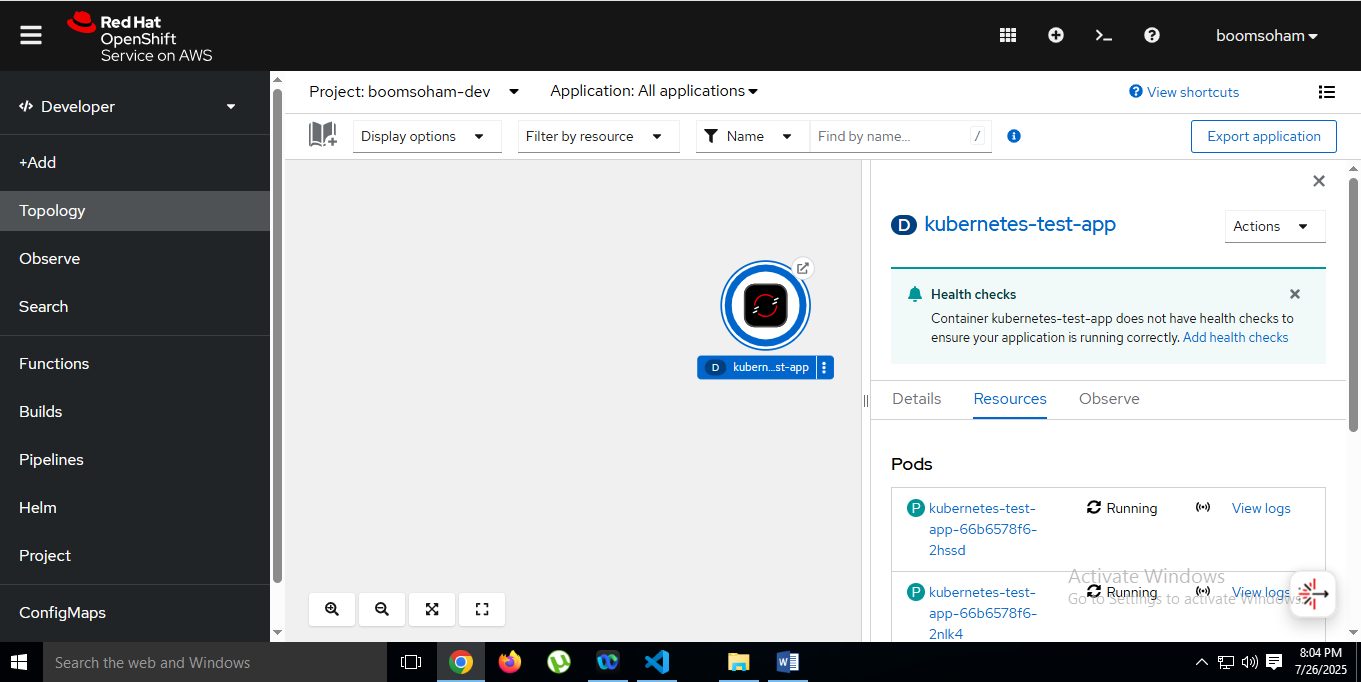 Red Hat
OpenShift
Service on AWS
boomsoham
Developer
+Add
Topology
Observe
Search
Functions
Builds
Pipelines
Helm
Project
ConfigMaps
Project: boomsoham-dev
Application: All applications
View shortcuts
Display options
Filter by resource
Name
Find by name...
/
Export application
D kubern...st-app
D kubernetes-test-app
Actions
Health checks
Container kubernetes-test-app does not have health checks to
ensure your application is running correctly. Add health checks
Details
Resources
Observe
Pods
P kubernetes-test-
app-66b6578f6-
2hssd
Running
View logs
P kubernetes-test-
app-66b6578f6-
2nlk4
Running
View logs
Activate Windows
Go to Settings to activate Windows.
Search the web and Windows
8:04 PM
7/26/2025